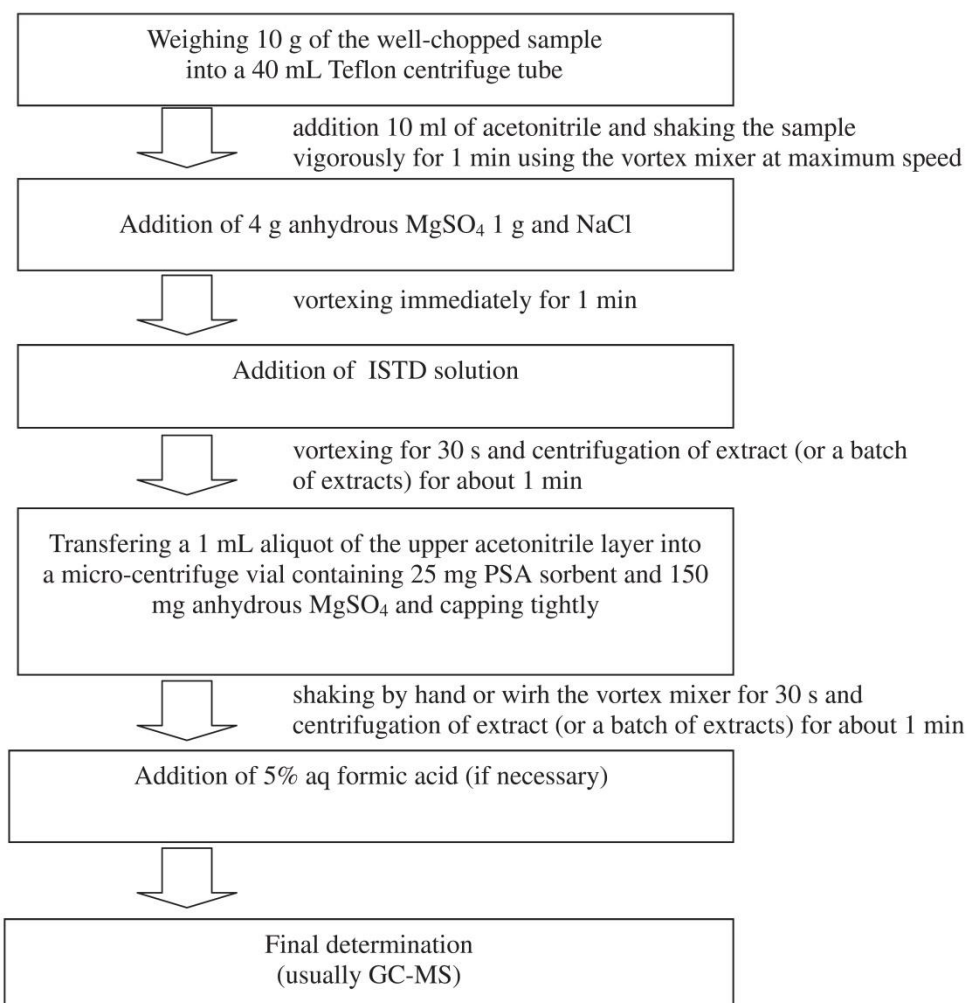 Weighing 10 g of the well-chopped sample
into a 40 mL Teflon centrifuge tube
addition 10 ml of acetonitrile and shaking the sample
vigorously for 1 min using the vortex mixer at maximum speed
Addition of 4 g anhydrous MgSO₄ 1 g and NaCl
vortexing immediately for 1 min
Addition of ISTD solution
vortexing for 30 s and centrifugation of extract (or a batch
of extracts) for about 1 min
Transfering a 1 mL aliquot of the upper acetonitrile layer into
a micro-centrifuge vial containing 25 mg PSA sorbent and 150
mg anhydrous MgSO₄ and capping tightly
shaking by hand or wirh the vortex mixer for 30 s and
centrifugation of extract (or a batch of extracts) for about 1 min
Addition of 5% aq formic acid (if necessary)
Final determination
(usually GC-MS)